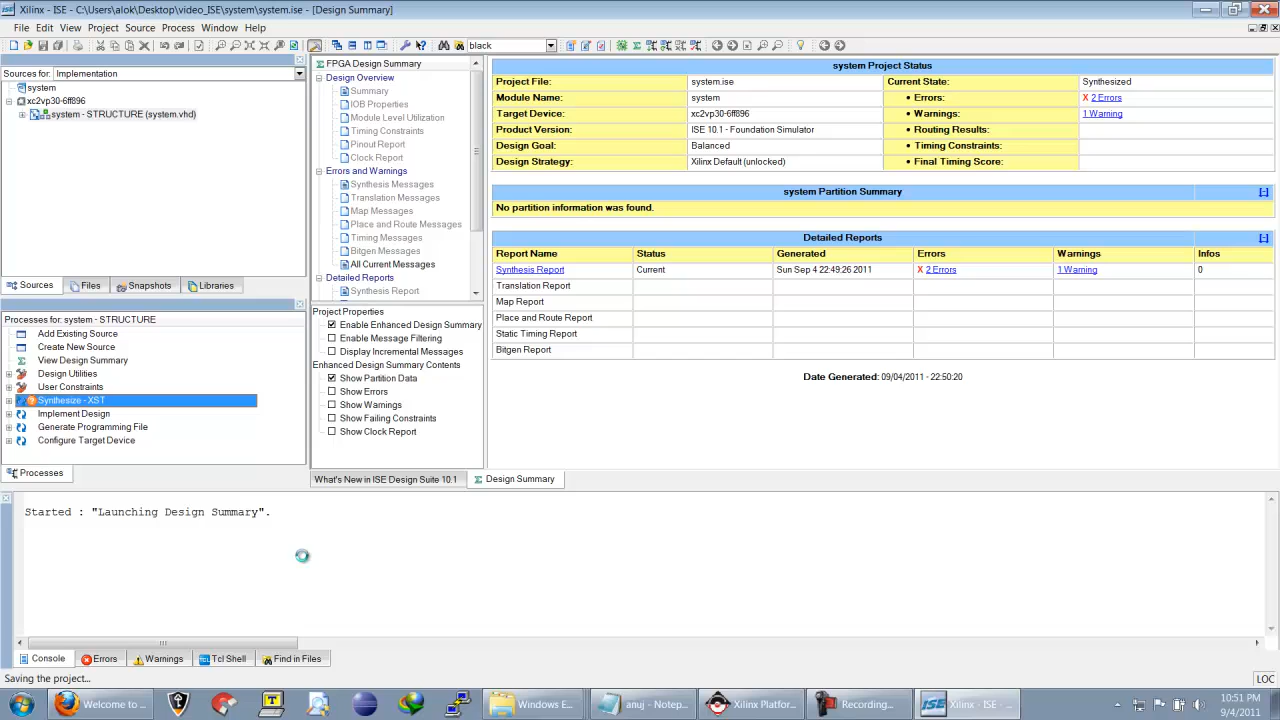 Xilinx - ISE - C:\Users\alok\Desktop\video_ISE\system\system.ise - [Design Summary]
File Edit View Project Source Process Window Help
black
Sources for: Implementation
system
xc2vp30-6ff896
system - STRUCTURE (system.vhd)
Sources Files Snapshots Libraries
Processes for: system - STRUCTURE
Add Existing Source
Create New Source
View Design Summary
Design Utilities
User Constraints
Synthesize - XST
Implement Design
Generate Programming File
Configure Target Device
Processes
FPGA Design Summary
Design Overview
Summary
IOB Properties
Module Level Utilization
Timing Constraints
Pinout Report
Clock Report
Errors and Warnings
Synthesis Messages
Translation Messages
Map Messages
Place and Route Messages
Timing Messages
Bitgen Messages
All Current Messages
Detailed Reports
Synthesis Report
Project Properties
Enable Enhanced Design Summary
Enable Message Filtering
Display Incremental Messages
Enhanced Design Summary Contents
Show Partition Data
Show Errors
Show Warnings
Show Failing Constraints
Show Clock Report
system Project Status
Project File: system.ise Current State: Synthesized
Module Name: system • Errors: X 2 Errors
Target Device: xc2vp30-6ff896 • Warnings: 1 Warning
Product Version: ISE 10.1 - Foundation Simulator • Routing Results:
Design Goal: Balanced • Timing Constraints:
Design Strategy: Xilinx Default (unlocked) • Final Timing Score:
system Partition Summary [-]
No partition information was found.
Detailed Reports [-]
Report Name Status Generated Errors Warnings Infos
Synthesis Report Current Sun Sep 4 22:49:26 2011 X 2 Errors 1 Warning 0
Translation Report
Map Report
Place and Route Report
Static Timing Report
Bitgen Report
Date Generated: 09/04/2011 - 22:50:20
What's New in ISE Design Suite 10.1 Design Summary
Started : "Launching Design Summary".
Console Errors Warnings Tcl Shell Find in Files
Saving the project... LOC
Welcome to ... Windows E... anuj - Notep... Xilinx Platfor... Recording... Xilinx - ISE - ... 10:51 PM
9/4/2011